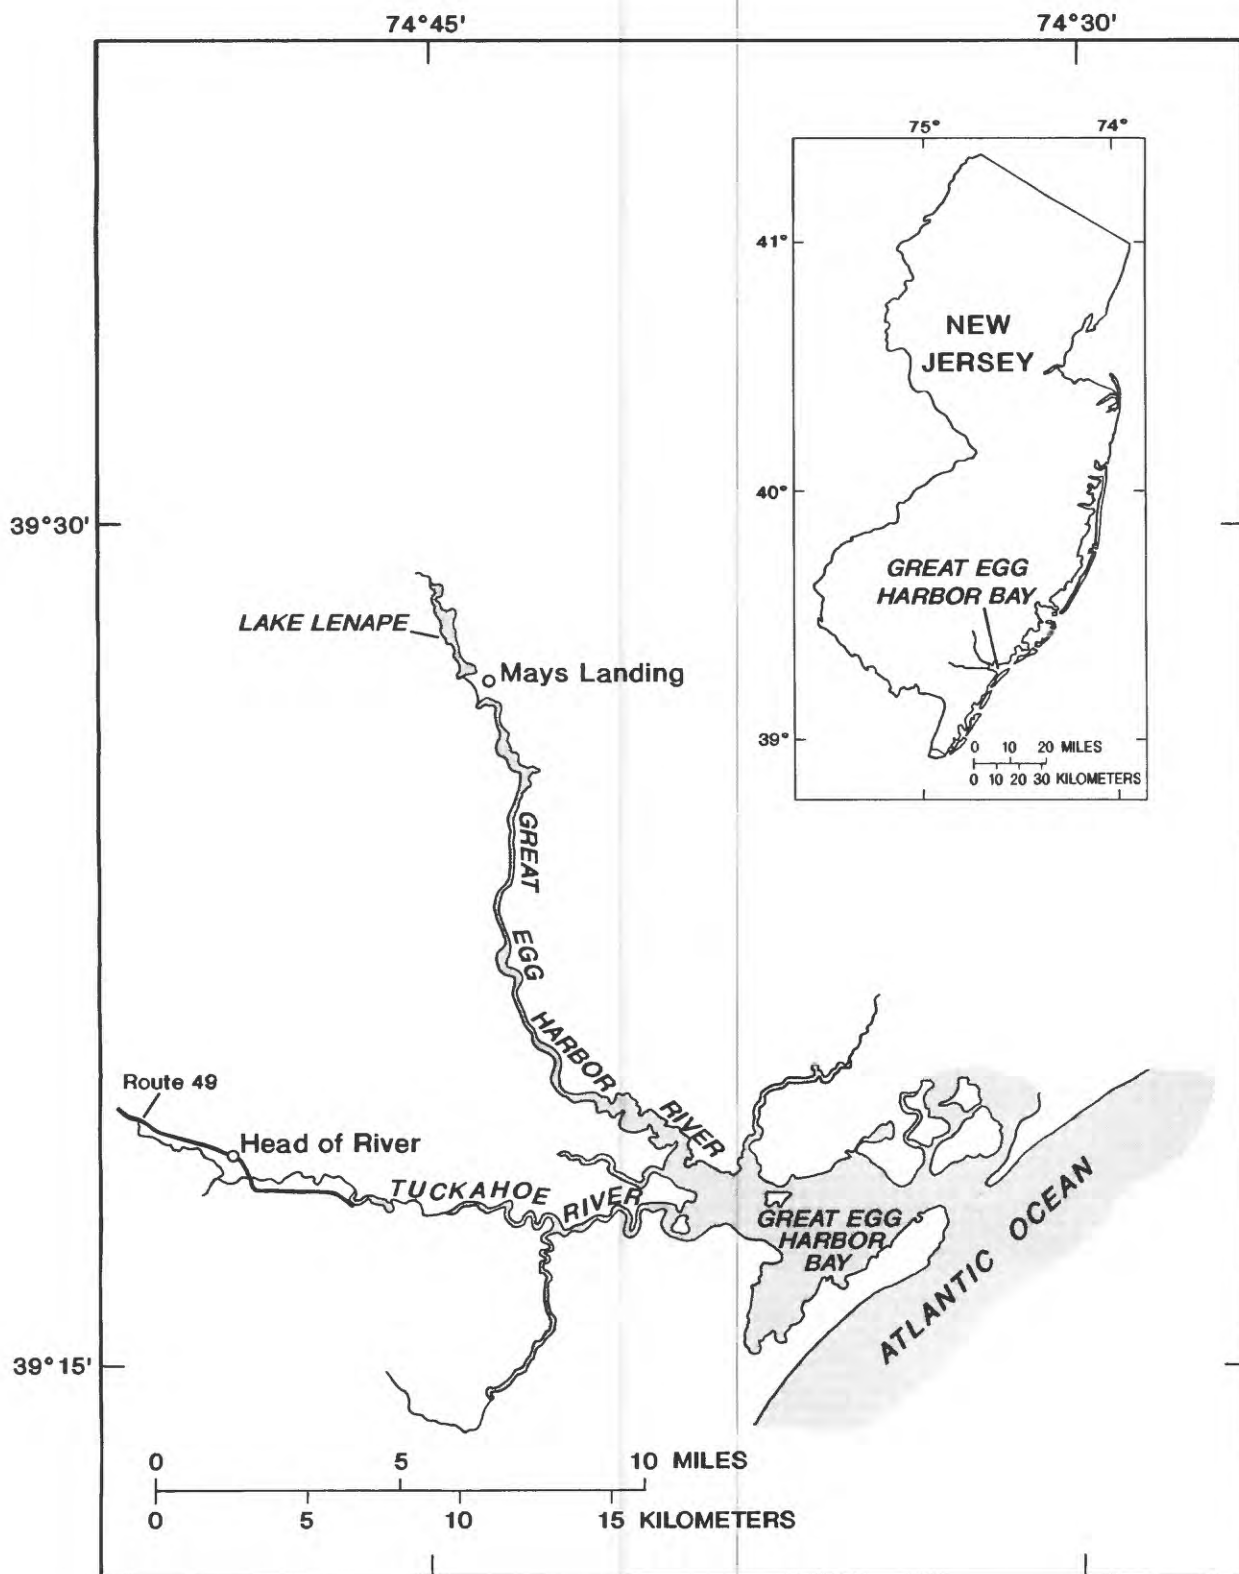 74°45'
74°30'
75°
74°
41°
NEW
JERSEY
40°
39°30'
GREAT EGG
HARBOR BAY
LAKE LENAPE
Mays Landing
39°
0 10 20 MILES
0 10 20 30 KILOMETERS
GREAT
EGG
HARBOR
RIVER
Route 49
Head of River
TUCKAHOE
RIVER
GREAT EGG
HARBOR
BAY
ATLANTIC OCEAN
39°15'
0 5 10 MILES
0 5 10 15 KILOMETERS